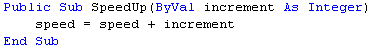 Public Sub SpeedUp(ByVal increment As Integer)
    speed = speed + increment
End Sub